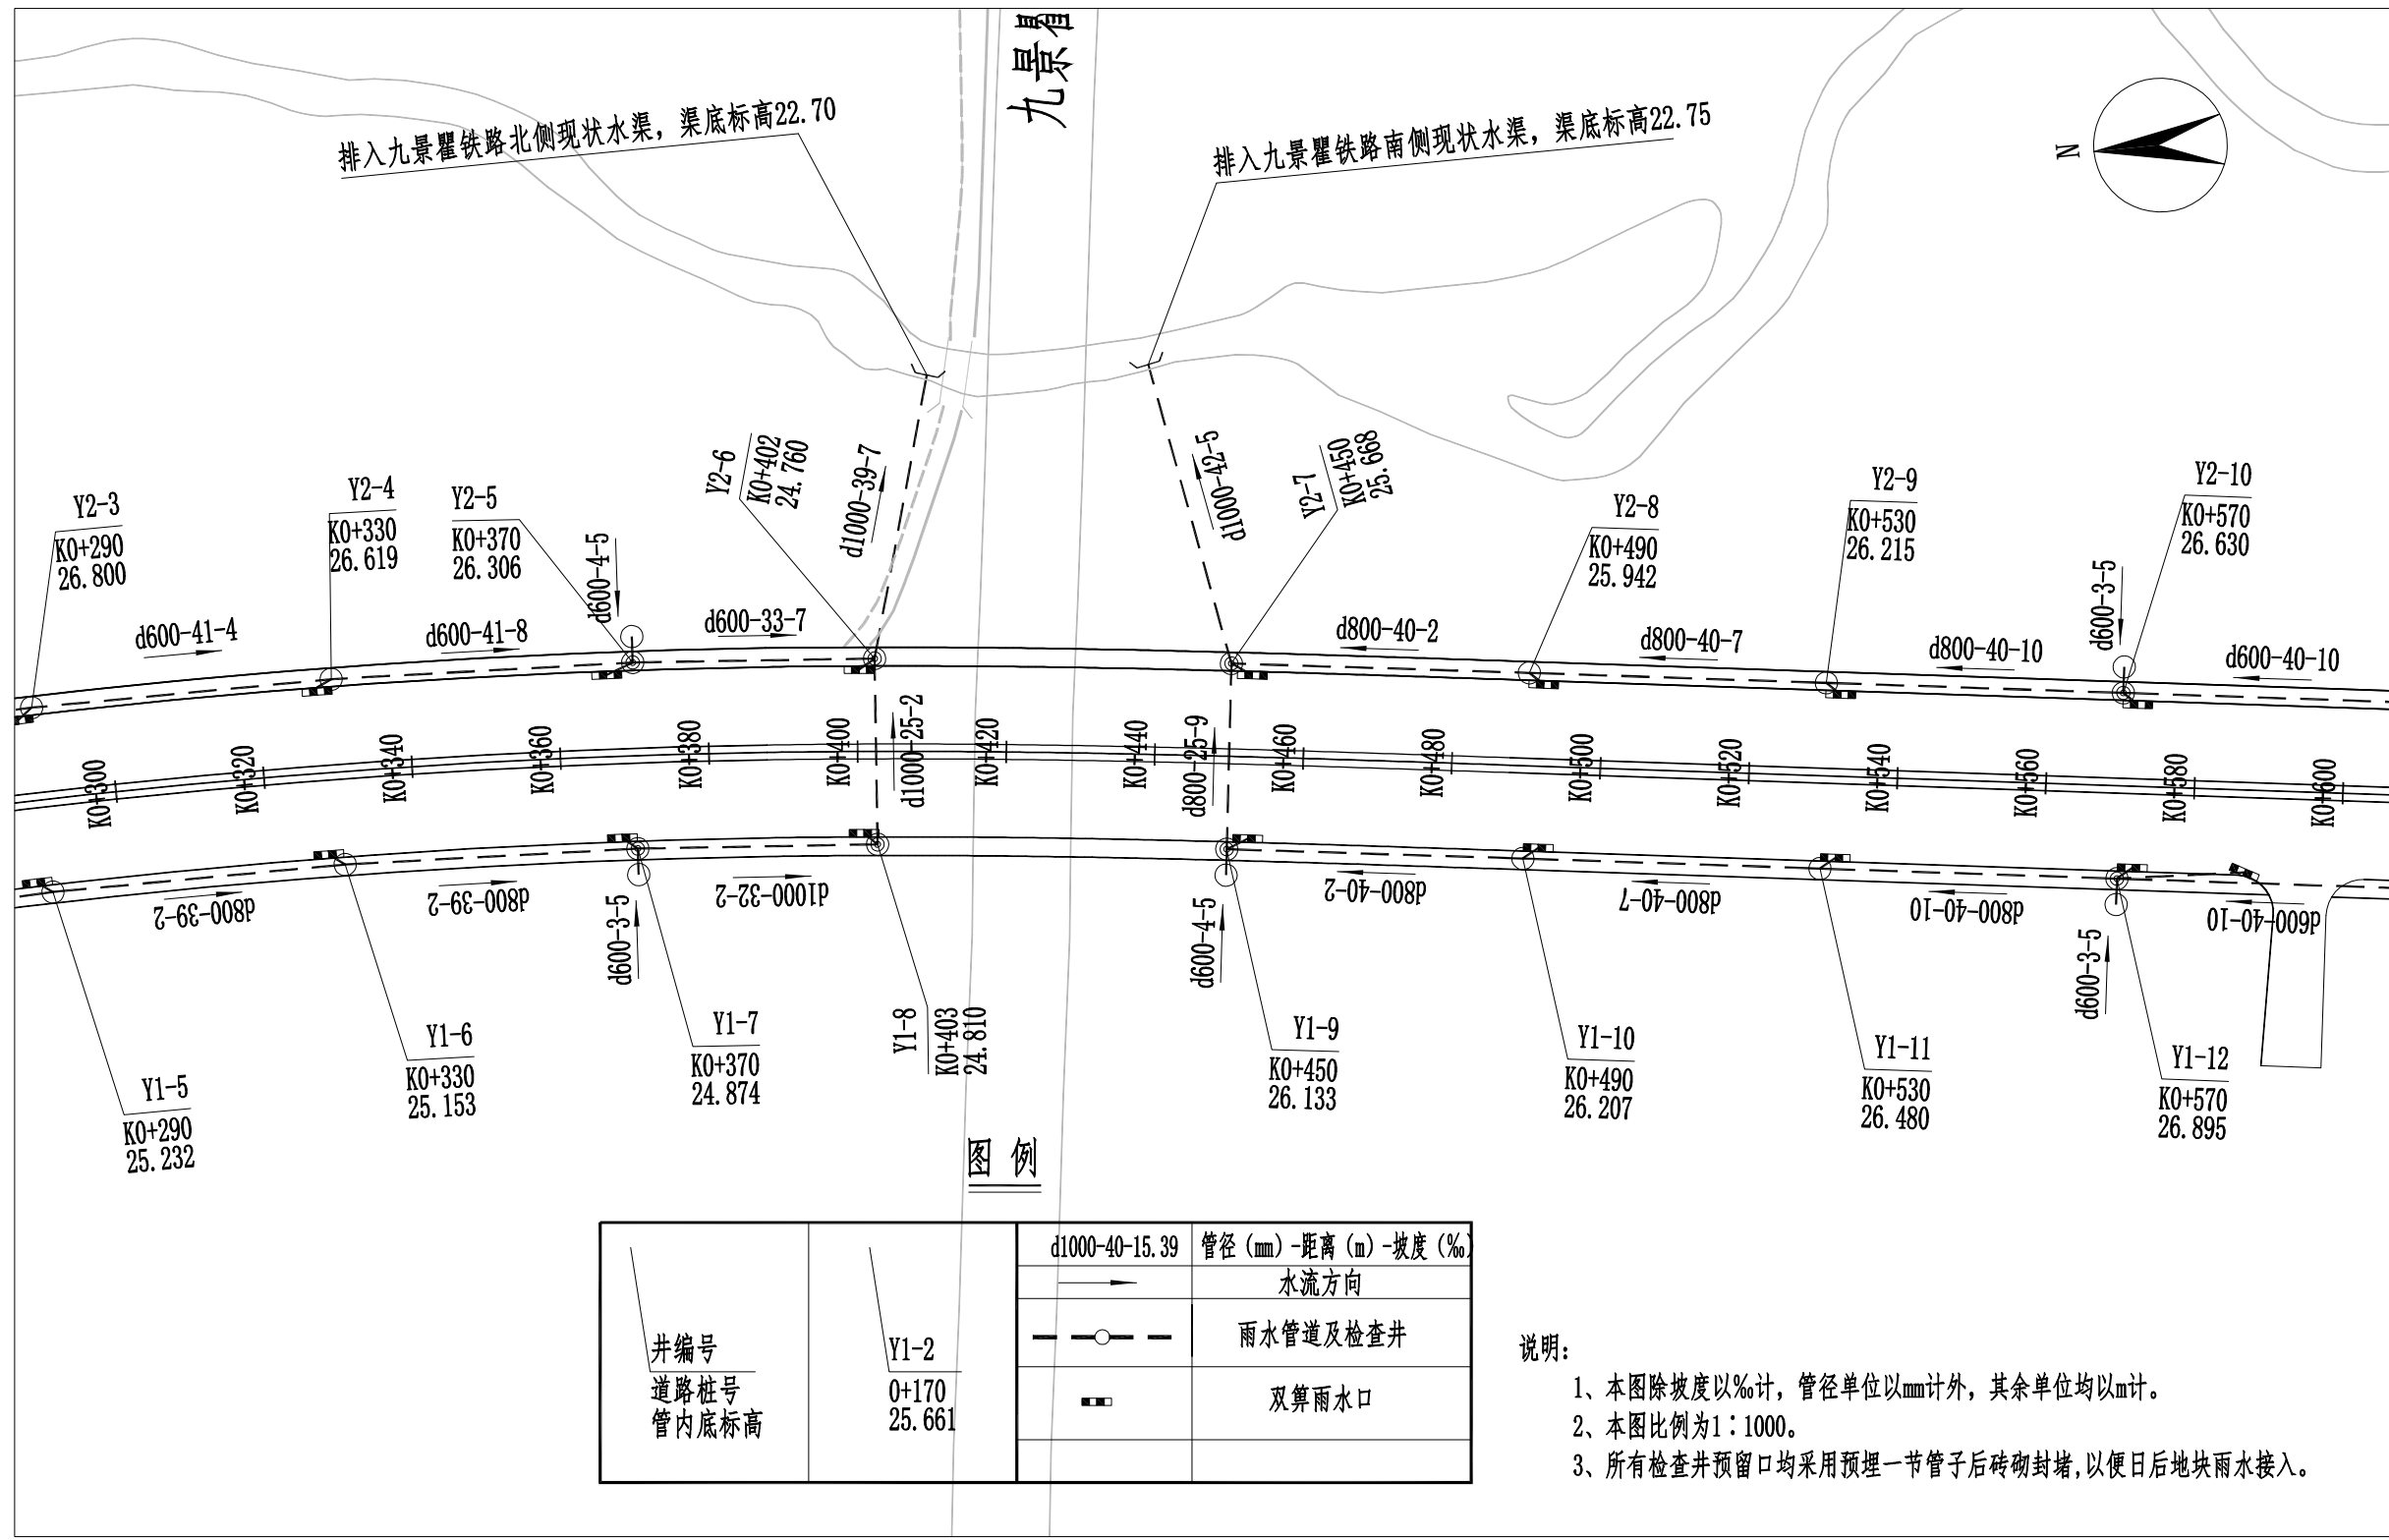 九景瞿
排入九景瞿铁路北侧现状水渠，渠底标高22.70
排入九景瞿铁路南侧现状水渠，渠底标高22.75
N
Y2-3
K0+290
26.800
Y2-4
K0+330
26.619
Y2-5
K0+370
26.306
d600-4-5
Y2-6
K0+402
24.760
d1000-39-7
d1000-42-5
Y2-7
K0+450
25.668
Y2-8
K0+490
25.942
Y2-9
K0+530
26.215
Y2-10
K0+570
26.630
d600-3-5
d600-41-4
d600-41-8
d600-33-7
d800-40-2
d800-40-7
d800-40-10
d600-40-10
K0+300
K0+320
K0+340
K0+360
K0+380
K0+400
d1000-25-2
K0+420
K0+440
d800-25-9
K0+460
K0+480
K0+500
K0+520
K0+540
K0+560
K0+580
K0+600
d800-39-2
d800-39-2
d1000-32-2
d800-40-2
d800-40-7
d800-40-10
d600-40-10
d600-3-5
d600-4-5
d600-3-5
Y1-5
K0+290
25.232
Y1-6
K0+330
25.153
Y1-7
K0+370
24.874
Y1-8
K0+403
24.810
Y1-9
K0+450
26.133
Y1-10
K0+490
26.207
Y1-11
K0+530
26.480
Y1-12
K0+570
26.895
图 例
井编号
道路桩号
管内底标高
Y1-2
0+170
25.661
d1000-40-15.39
管径（mm）-距离（m）-坡度（‰）
水流方向
雨水管道及检查井
双箅雨水口
说明：
1、本图除坡度以‰计，管径单位以mm计外，其余单位均以m计。
2、本图比例为1：1000。
3、所有检查井预留口均采用预埋一节管子后砖砌封堵,以便日后地块雨水接入。